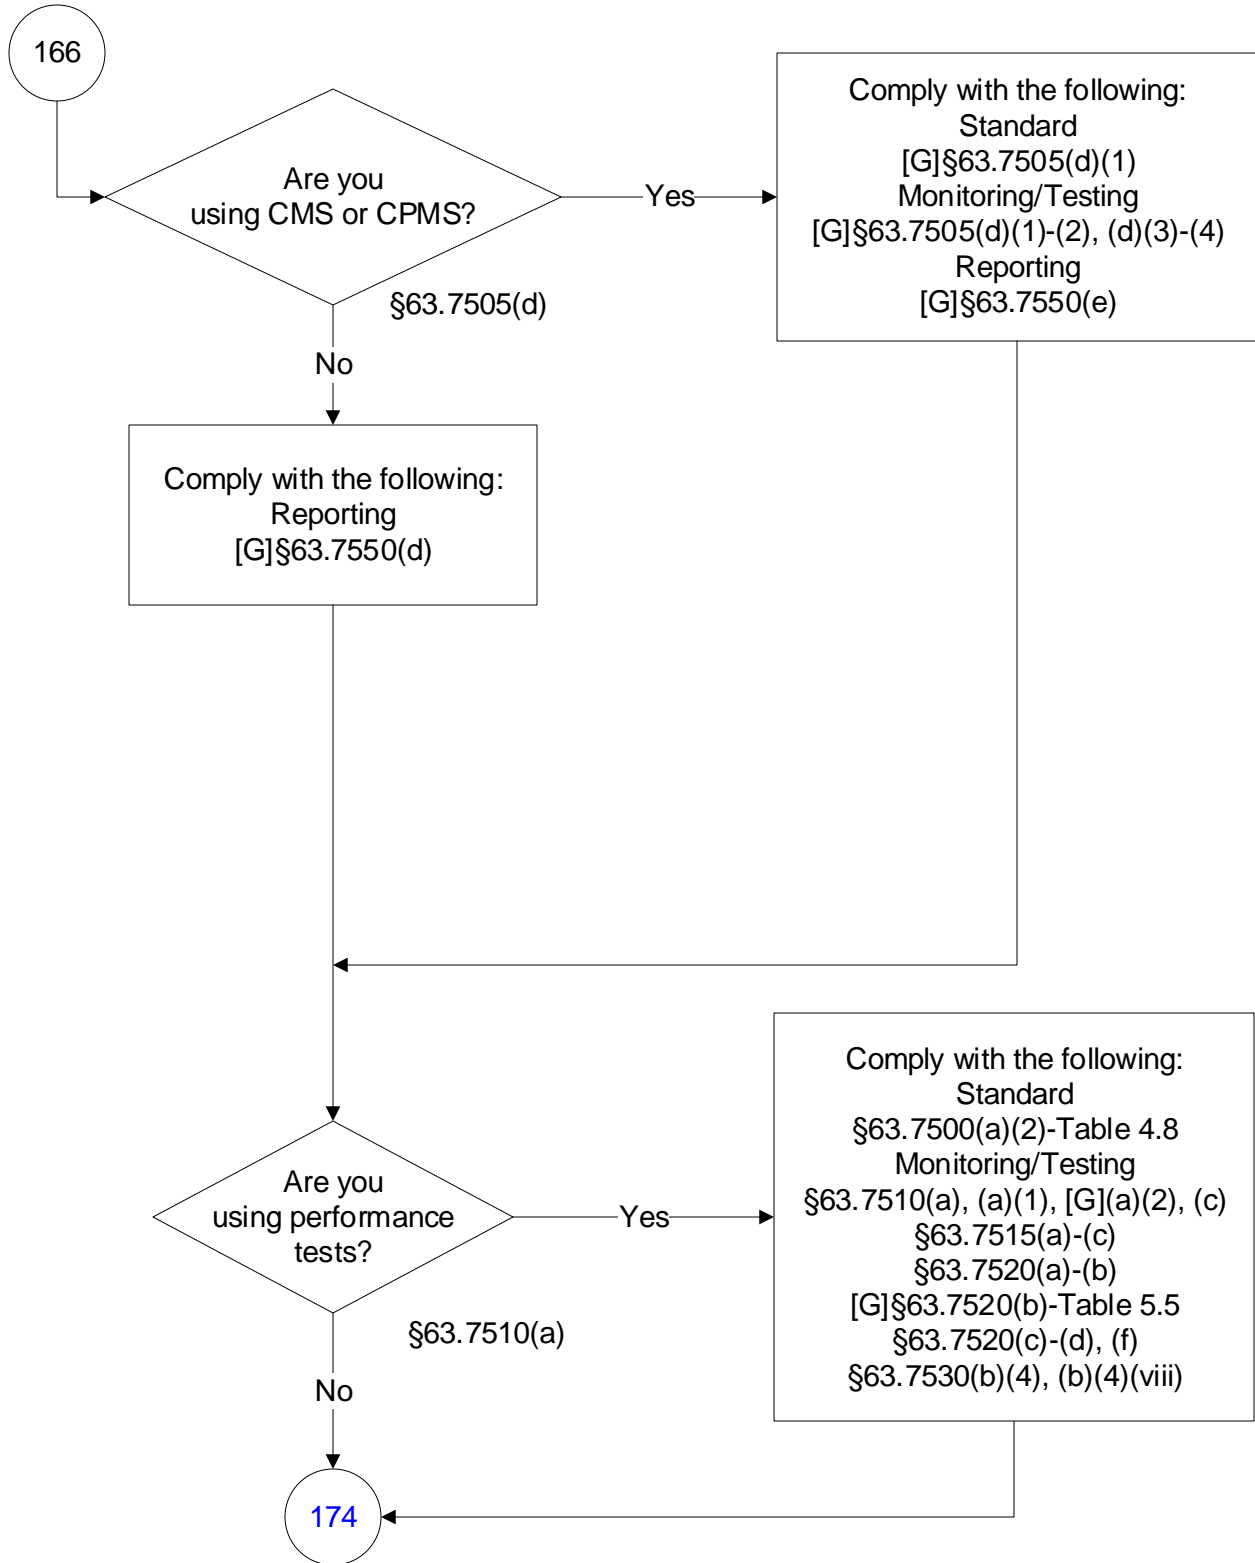 166
Are you
using CMS or CPMS?
§63.7505(d)
Yes
Comply with the following:
Standard
[G]§63.7505(d)(1)
Monitoring/Testing
[G]§63.7505(d)(1)-(2), (d)(3)-(4)
Reporting
[G]§63.7550(e)
No
Comply with the following:
Reporting
[G]§63.7550(d)
Are you
using performance
tests?
§63.7510(a)
Yes
Comply with the following:
Standard
§63.7500(a)(2)-Table 4.8
Monitoring/Testing
§63.7510(a), (a)(1), [G](a)(2), (c)
§63.7515(a)-(c)
§63.7520(a)-(b)
[G]§63.7520(b)-Table 5.5
§63.7520(c)-(d), (f)
§63.7530(b)(4), (b)(4)(viii)
No
174